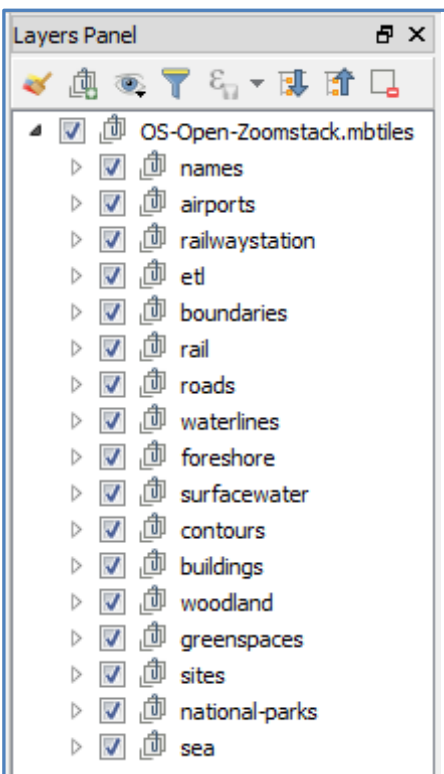 Layers Panel
OS-Open-Zoomstack.mbtiles
names
airports
railwaystation
etl
boundaries
rail
roads
waterlines
foreshore
surfacewater
contours
buildings
woodland
greenspaces
sites
national-parks
sea